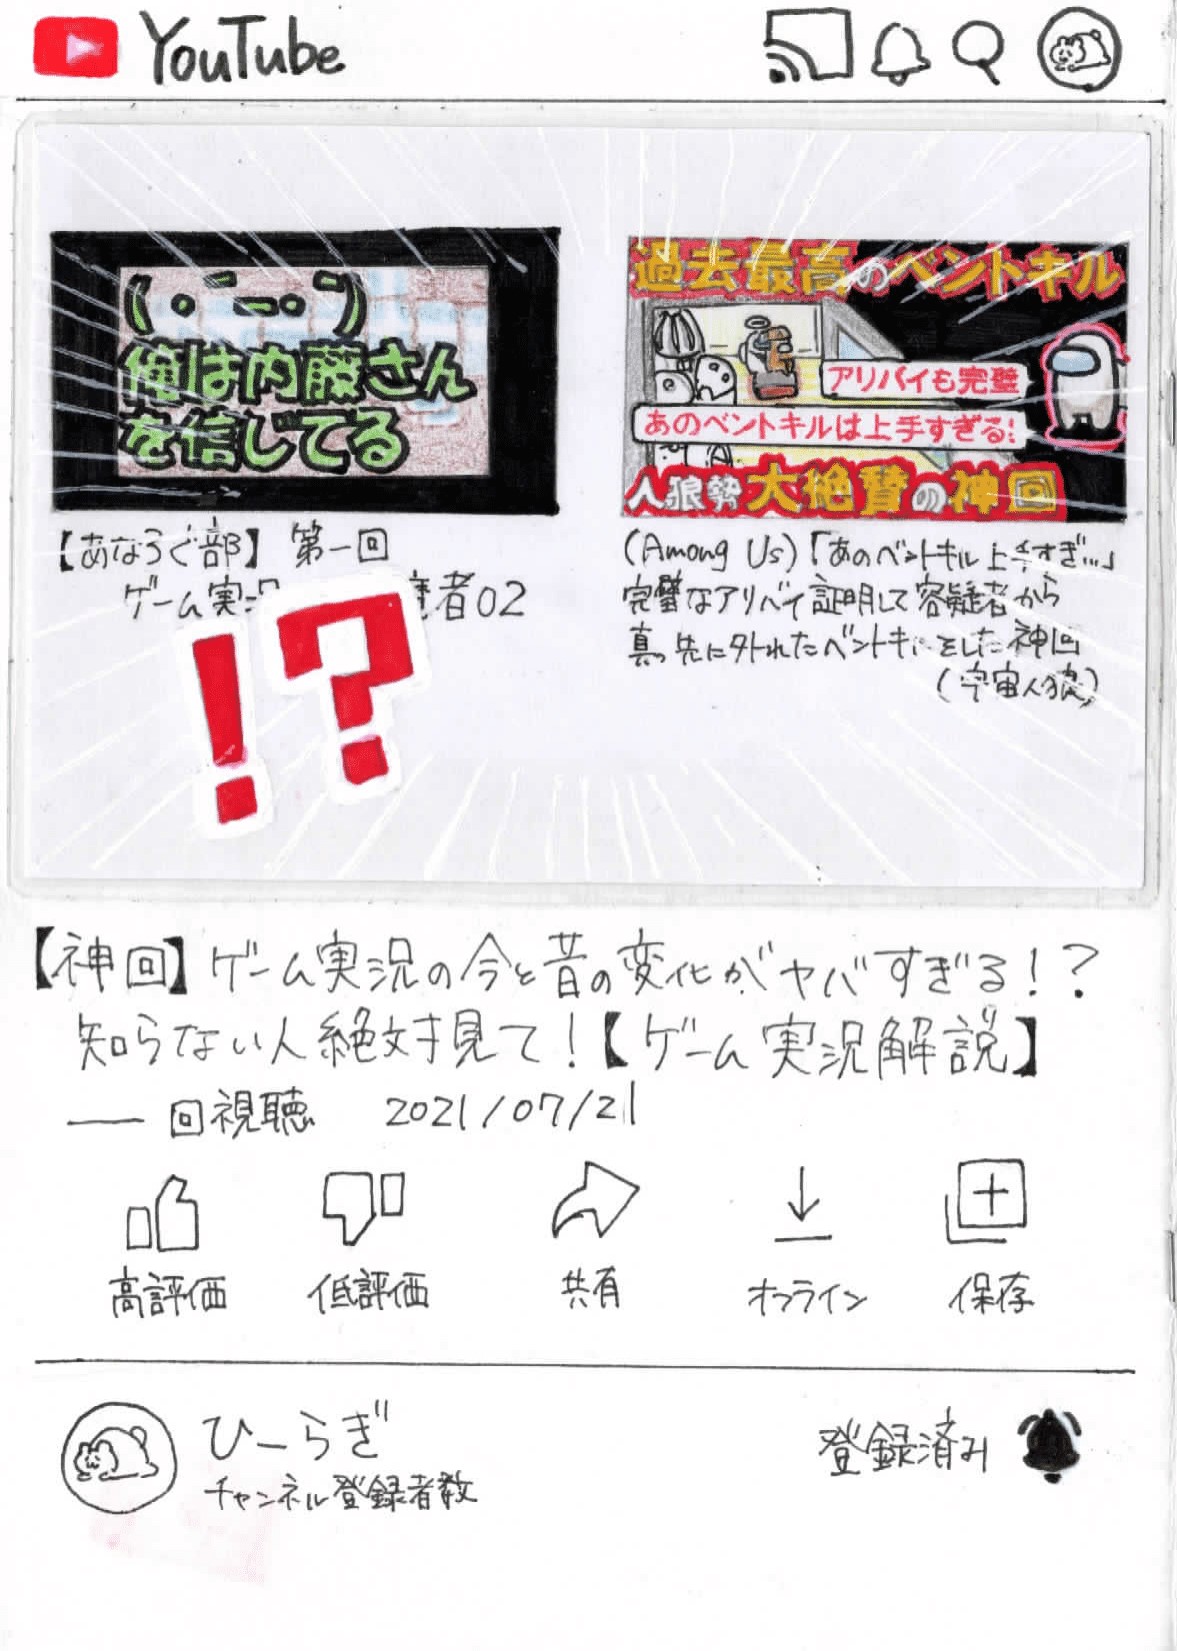 YouTube
(・ー・)
俺は内藤さん
を信じてる
過去最高のベントキル
アリバイも完璧
あのベントキルは上手すぎる!
人狼勢大絶賛の神回
【あなろぐ部】第一回
ゲーム実況 魔者02
!?
(Among Us)「あのベントキル上手すぎ…」
完璧なアリバイ証明して容疑者から
真っ先に外れたベントキルをした神回
(宇宙人狼)
【神回】ゲーム実況の今と昔の変化がヤバすぎる!?
知らない人絶対見て!【ゲーム実況解説】
――回視聴 2021/07/21
高評価 低評価 共有 オフライン 保存
ひーらぎ
チャンネル登録者数
登録済み